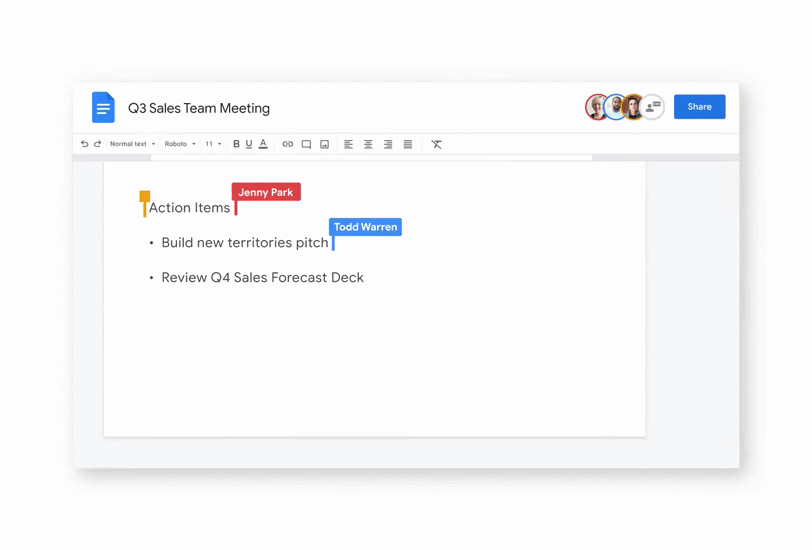 Q3 Sales Team Meeting
Share
Normal text Roboto 11 B U A
Jenny Park
Action Items
Todd Warren
• Build new territories pitch
• Review Q4 Sales Forecast Deck